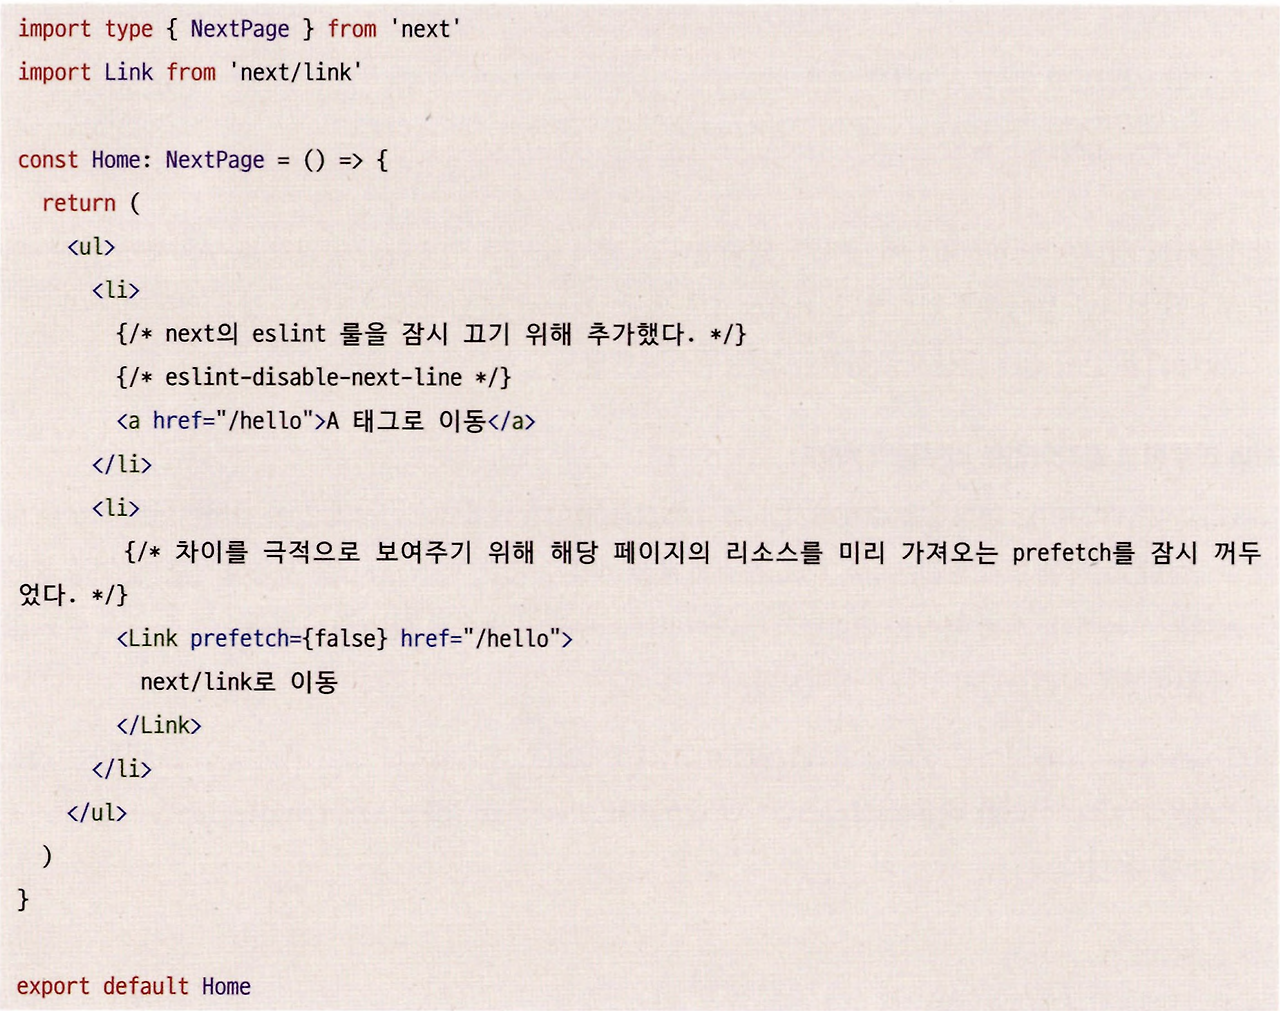 import type { NextPage } from 'next'
import Link from 'next/link'

const Home: NextPage = () => {
  return (
    <ul>
      <li>
        {/* next의 eslint 룰을 잠시 끄기 위해 추가했다. */}
        {/* eslint-disable-next-line */}
        <a href="/hello">A 태그로 이동</a>
      </li>
      <li>
        {/* 차이를 극적으로 보여주기 위해 해당 페이지의 리소스를 미리 가져오는 prefetch를 잠시 꺼두
었다. */}
        <Link prefetch={false} href="/hello">
          next/link로 이동
        </Link>
      </li>
    </ul>
  )
}

export default Home